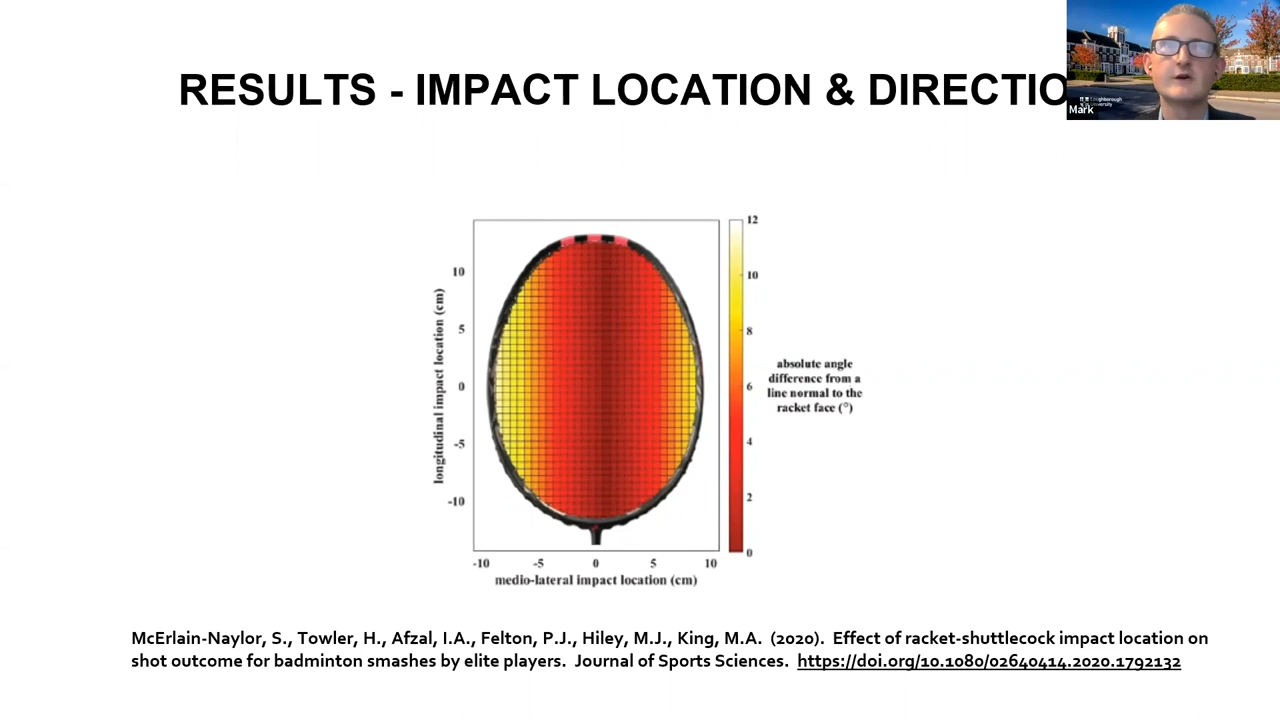 RESULTS - IMPACT LOCATION & DIRECTIO
Mark
Loughborough
University
12
10
8
6
4
2
0
absolute angle
difference from a
line normal to the
racket face (°)
longitudinal impact location (cm)
10
5
0
-5
-10
-10 -5 0 5 10
medio-lateral impact location (cm)
McErlain-Naylor, S., Towler, H., Afzal, I.A., Felton, P.J., Hiley, M.J., King, M.A. (2020). Effect of racket-shuttlecock impact location on
shot outcome for badminton smashes by elite players. Journal of Sports Sciences. https://doi.org/10.1080/02640414.2020.1792132